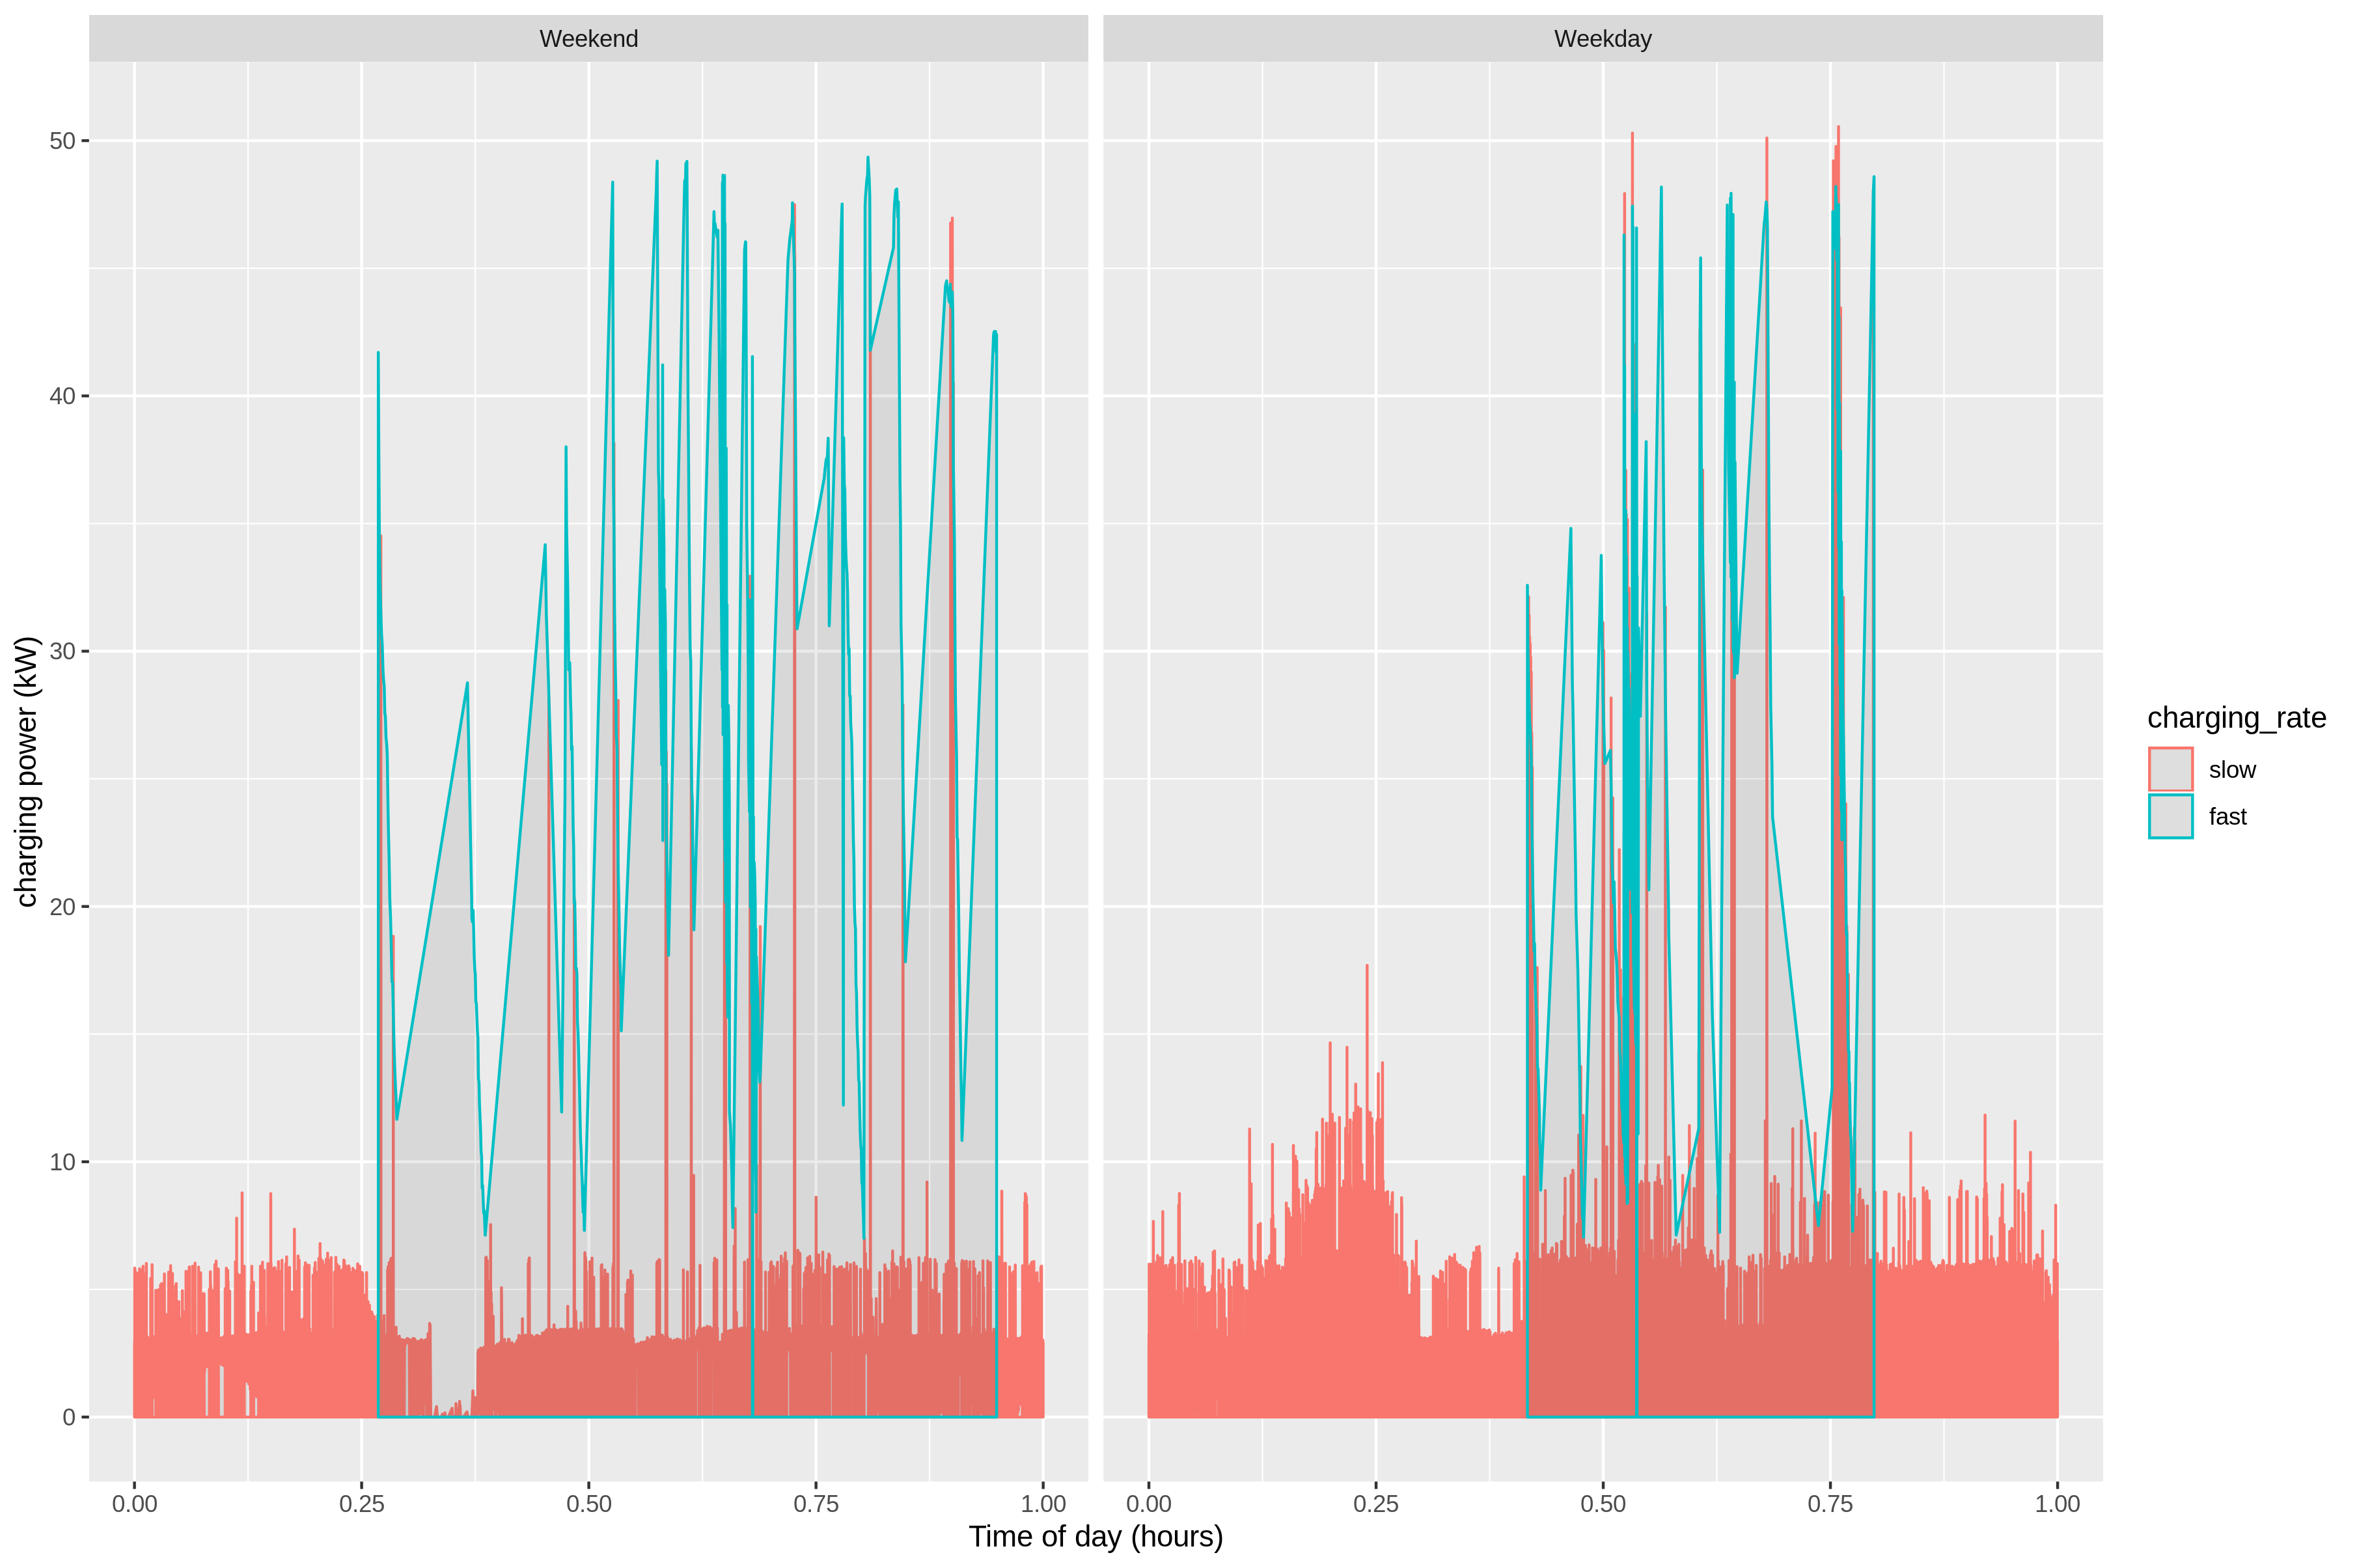 Weekend
Weekday
charging power (kW)
50
40
30
20
10
0
0.00 0.25 0.50 0.75 1.00
0.00 0.25 0.50 0.75 1.00
Time of day (hours)
charging_rate
slow
fast